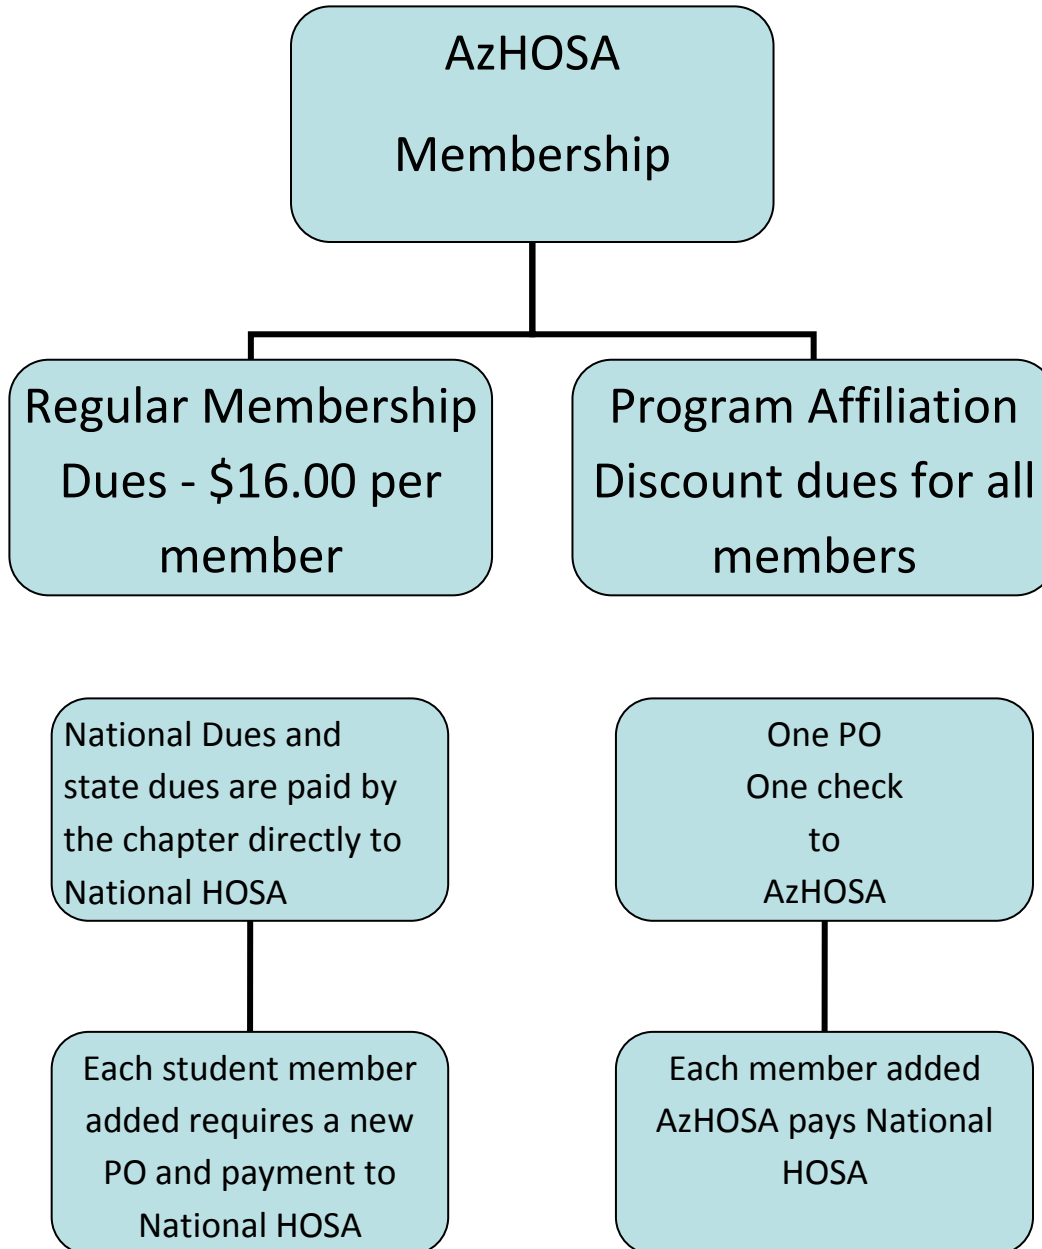 AzHOSA
Membership
Regular Membership
Dues - $16.00 per
member
Program Affiliation
Discount dues for all
members
National Dues and
state dues are paid by
the chapter directly to
National HOSA
One PO
One check
to
AzHOSA
Each student member
added requires a new
PO and payment to
National HOSA
Each member added
AzHOSA pays National
HOSA